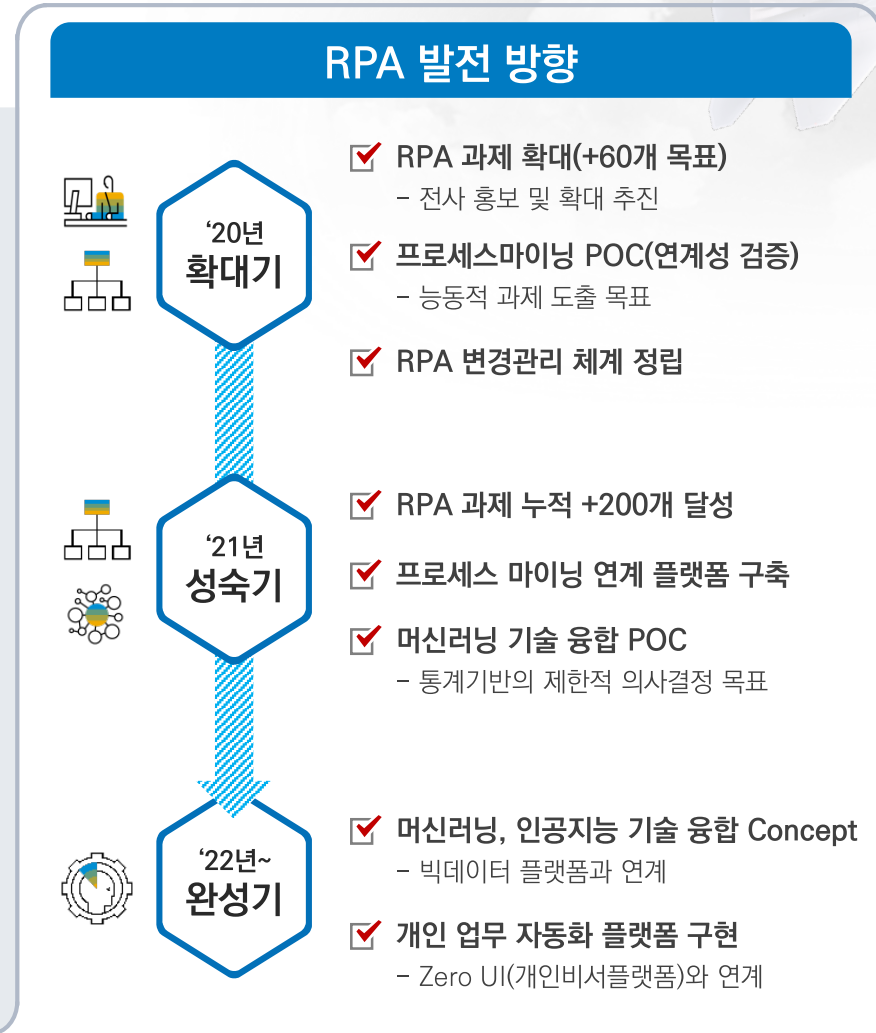 RPA 발전 방향
‘20년
확대기
RPA 과제 확대(+60개 목표)
- 전사 홍보 및 확대 추진
프로세스마이닝 POC(연계성 검증)
- 능동적 과제 도출 목표
RPA 변경관리 체계 정립
‘21년
성숙기
RPA 과제 누적 +200개 달성
프로세스 마이닝 연계 플랫폼 구축
머신러닝 기술 융합 POC
- 통계기반의 제한적 의사결정 목표
‘22년~
완성기
머신러닝, 인공지능 기술 융합 Concept
- 빅데이터 플랫폼과 연계
개인 업무 자동화 플랫폼 구현
- Zero UI(개인비서플랫폼)와 연계